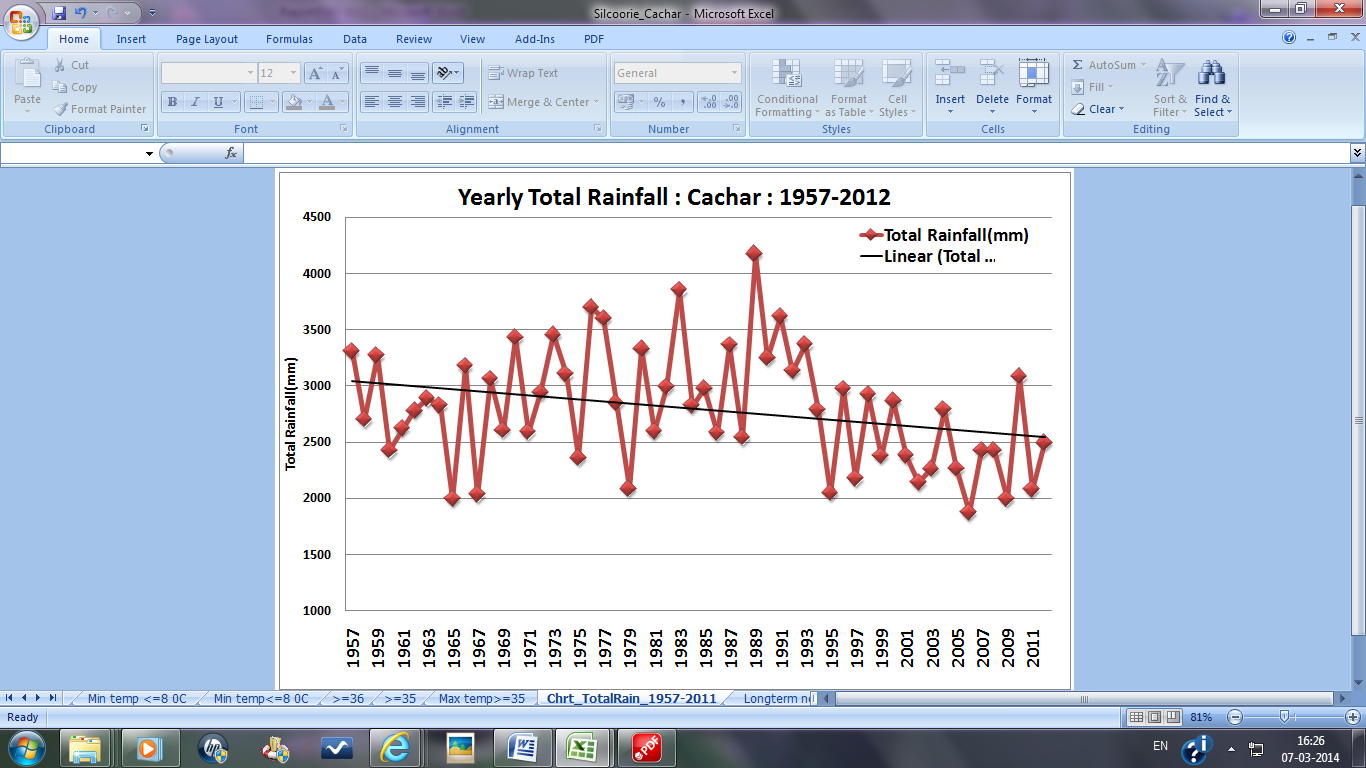 Silcoorie_Cachar - Microsoft Excel
Home Insert Page Layout Formulas Data Review View Add-Ins PDF
Paste
Cut
Copy
Format Painter
Clipboard
12
B I U
Font
Wrap Text
Merge & Center
Alignment
General
Number
Conditional Formatting
Format as Table
Cell Styles
Styles
Insert Delete Format
Cells
AutoSum
Fill
Clear
Sort & Filter
Find & Select
Editing
fx
Yearly Total Rainfall : Cachar : 1957-2012
Total Rainfall(mm)
Linear (Total ...
Total Rainfall(mm)
4500
4000
3500
3000
2500
2000
1500
1000
1957 1959 1961 1963 1965 1967 1969 1971 1973 1975 1977 1979 1981 1983 1985 1987 1989 1991 1993 1995 1997 1999 2001 2003 2005 2007 2009 2011
Min temp <=8 0C Min temp<=8 0C >=36 >=35 Max temp>=35 Chrt_TotalRain_1957-2011 Longterm
Ready 81%
hp W PDF EN 16:26
07-03-2014